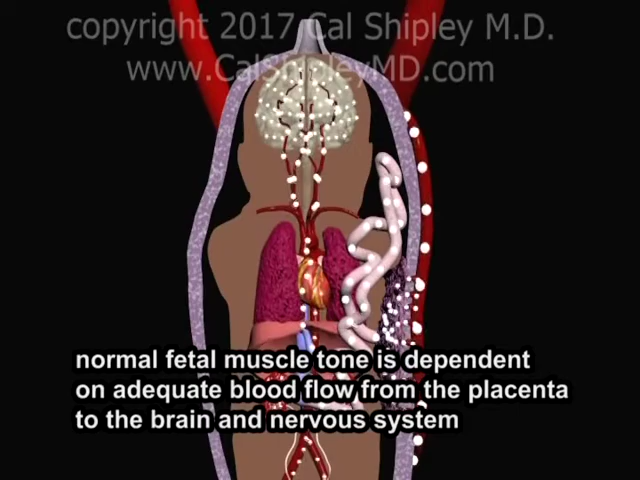 copyright 2017 Cal Shipley M.D.
www.CalShipleyMD.com
normal fetal muscle tone is dependent
on adequate blood flow from the placenta
to the brain and nervous system